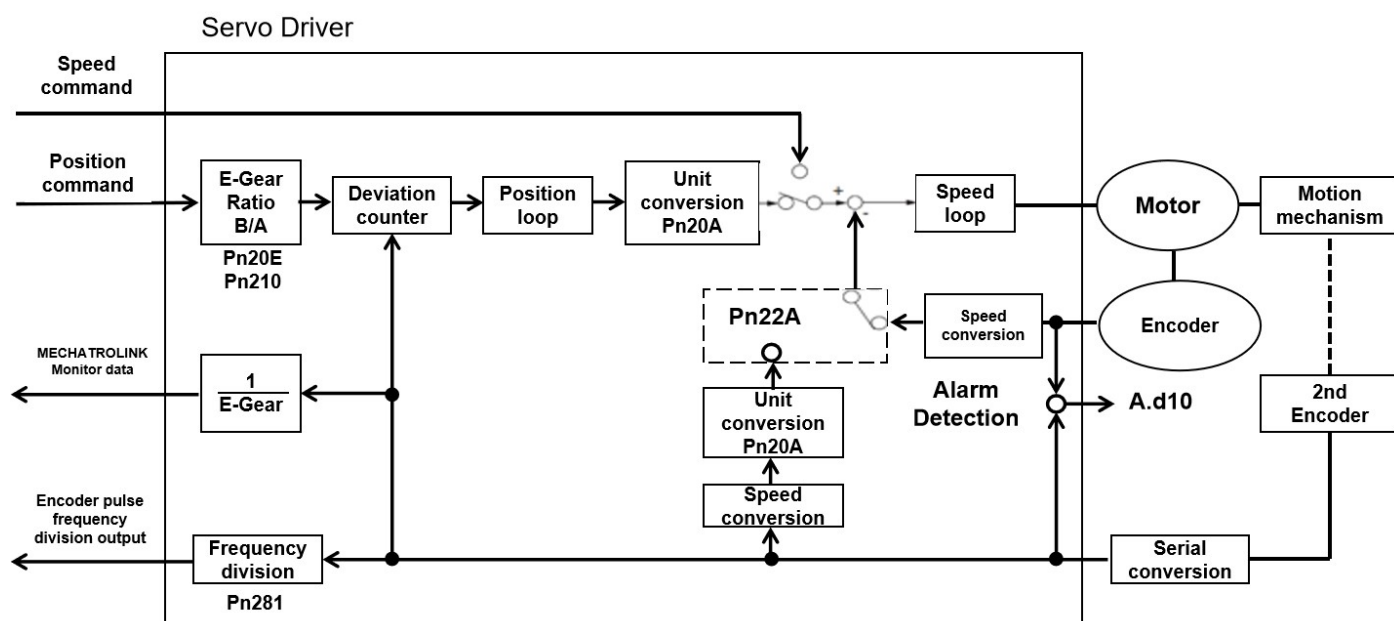 Servo Driver
Speed
command
Position
command
E-Gear
Ratio
B/A
Pn20E
Pn210
Deviation
counter
Position
loop
Unit
conversion
Pn20A
+
-
Speed
loop
Motor
Motion
mechanism
Pn22A
Speed
conversion
Encoder
MECHATROLINK
Monitor data
1
E-Gear
Unit
conversion
Pn20A
Alarm
Detection
A.d10
2nd
Encoder
Speed
conversion
Encoder pulse
frequency
division output
Frequency
division
Pn281
Serial
conversion